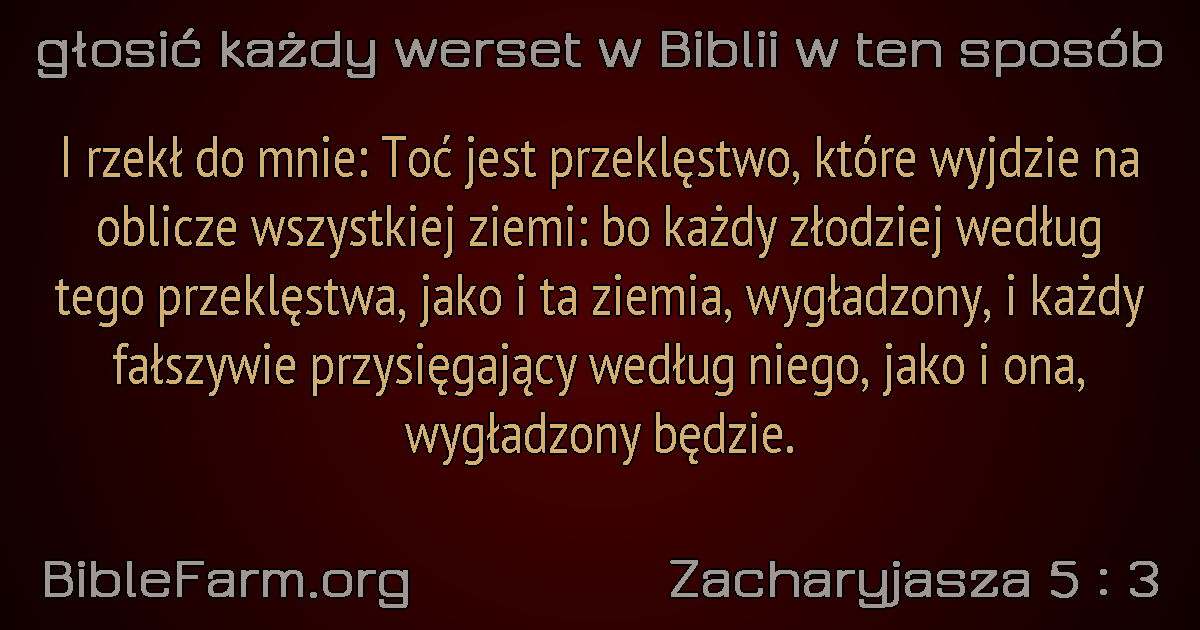 głosić każdy werset w Biblii w ten sposób
I rzekł do mnie: Toć jest przeklęstwo, które wyjdzie na
oblicze wszystkiej ziemi: bo każdy złodziej według
tego przeklęstwa, jako i ta ziemia, wygładzony, i każdy
fałszywie przysięgający według niego, jako i ona,
wygładzony będzie.
BibleFarm.org
Zacharyjasza 5 : 3